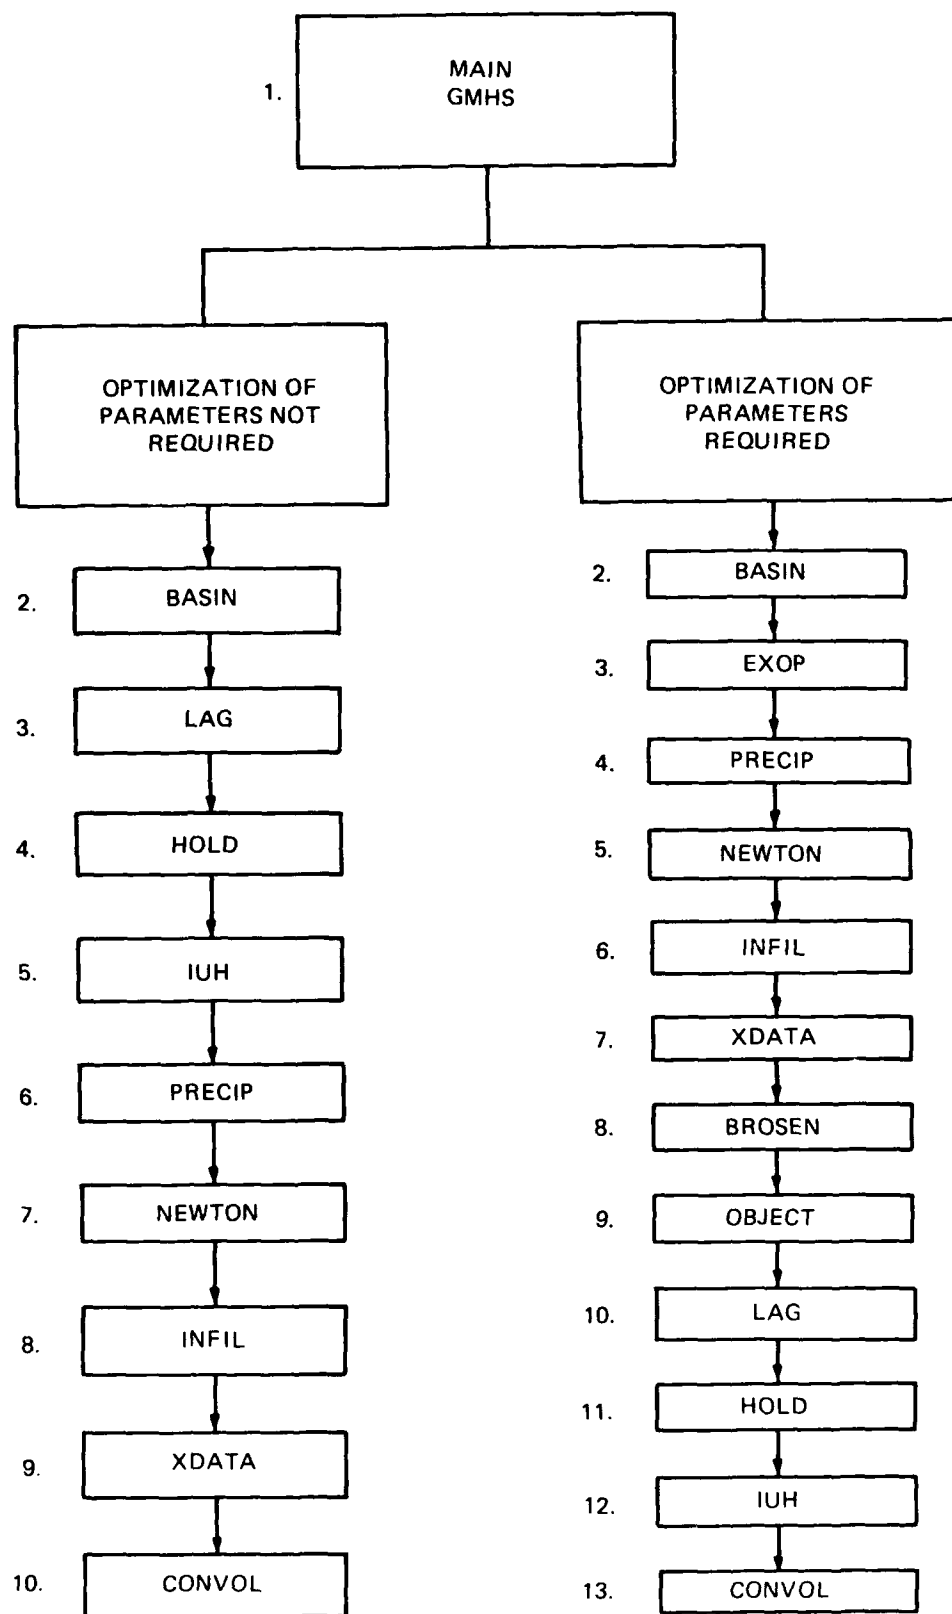 1.
MAIN
GMHS
OPTIMIZATION OF
PARAMETERS NOT
REQUIRED
2.
BASIN
3.
LAG
4.
HOLD
5.
IUH
6.
PRECIP
7.
NEWTON
8.
INFIL
9.
XDATA
10.
CONVOL
OPTIMIZATION OF
PARAMETERS
REQUIRED
2.
BASIN
3.
EXOP
4.
PRECIP
5.
NEWTON
6.
INFIL
7.
XDATA
8.
BROSEN
9.
OBJECT
10.
LAG
11.
HOLD
12.
IUH
13.
CONVOL